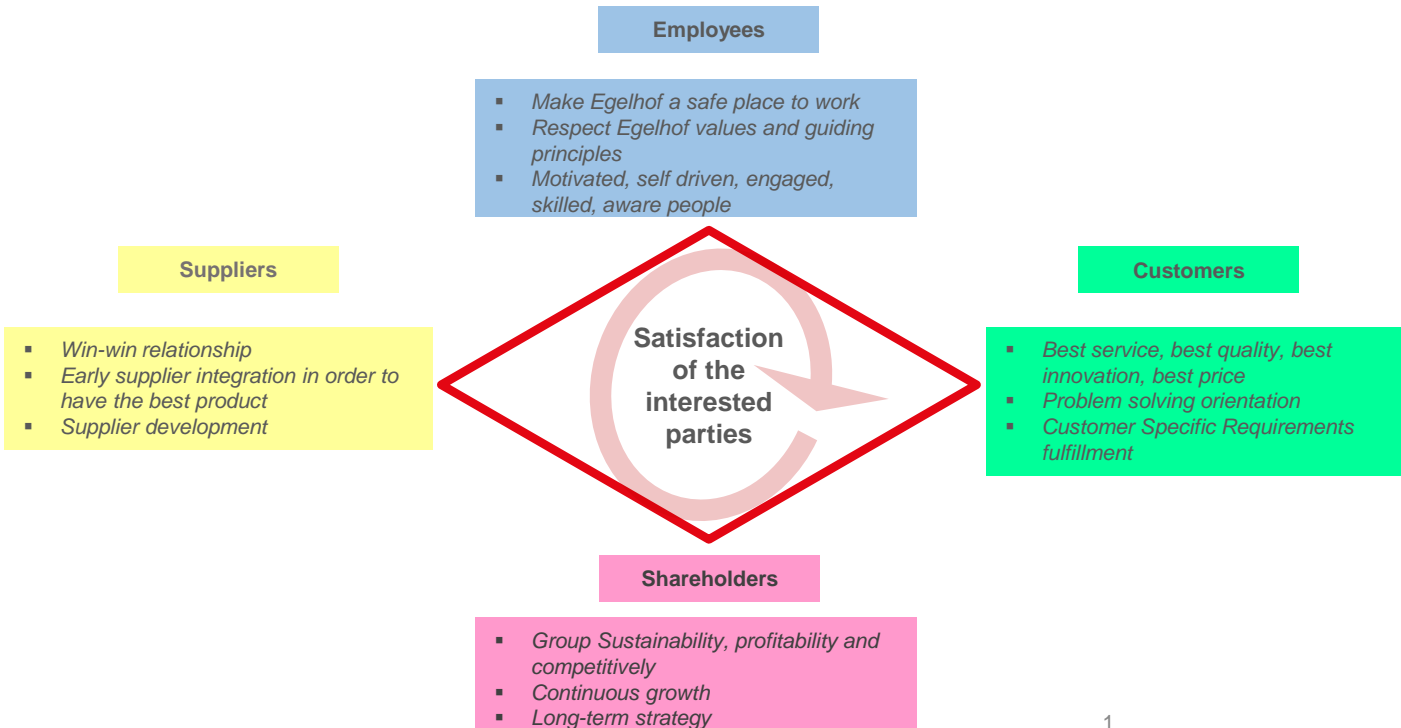 Employees
▪ Make Egelhof a safe place to work
▪ Respect Egelhof values and guiding
principles
▪ Motivated, self driven, engaged,
skilled, aware people
Suppliers
▪ Win-win relationship
▪ Early supplier integration in order to
have the best product
▪ Supplier development
Satisfaction
of the
interested
parties
Customers
▪ Best service, best quality, best
innovation, best price
▪ Problem solving orientation
▪ Customer Specific Requirements
fulfillment
Shareholders
▪ Group Sustainability, profitability and
competitively
▪ Continuous growth
▪ Long-term strategy
1